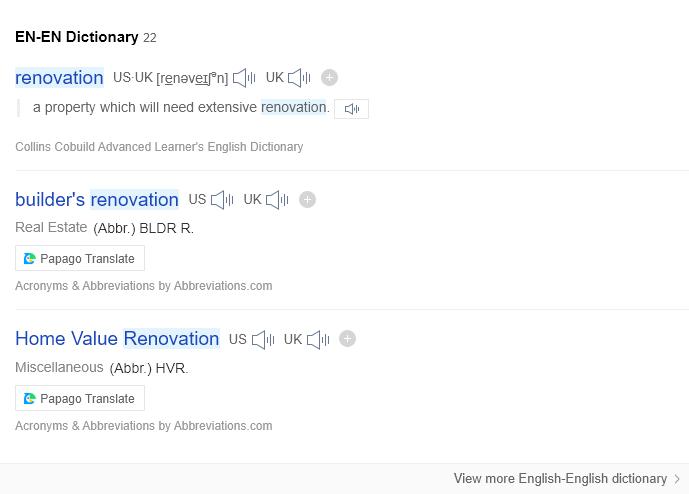 EN-EN Dictionary 22
renovation US·UK [renəveɪʃᵊn] UK
a property which will need extensive renovation.
Collins Cobuild Advanced Learner's English Dictionary
builder's renovation US UK
Real Estate (Abbr.) BLDR R.
Papago Translate
Acronyms & Abbreviations by Abbreviations.com
Home Value Renovation US UK
Miscellaneous (Abbr.) HVR.
Papago Translate
Acronyms & Abbreviations by Abbreviations.com
View more English-English dictionary